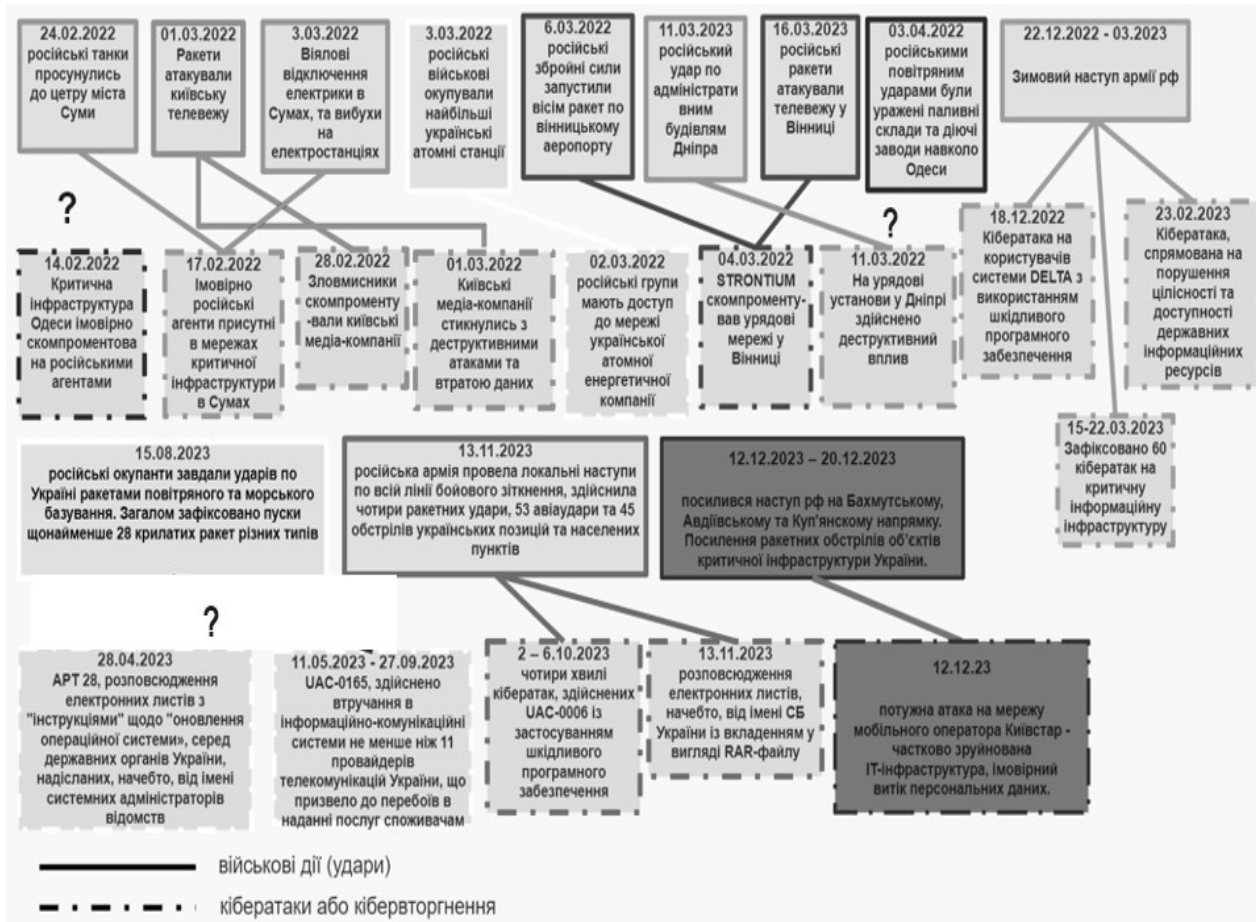 24.02.2022
російські танки
просунулись
до цетру міста
Суми
01.03.2022
Ракети
атакували
київську
телевежу
3.03.2022
Віялові
відключення
електрики в
Сумах, та вибухи
на
електростанціях
3.03.2022
російські
військові
окупували
найбільші
українські
атомні станції
6.03.2022
російські
збройні сили
запустили
вісім ракет по
вінницькому
аеропорту
11.03.2023
російський
удар по
адміністрати
вним
будівлям
Дніпра
16.03.2023
російські
ракети
атакували
телевежу у
Вінниці
03.04.2022
російськими
повітряним
ударами були
уражені паливні
склади та діючі
заводи навколо
Одеси
22.12.2022 - 03.2023
Зимовий наступ армії рф
?
14.02.2022
Критична
інфраструктура
Одеси імовірно
скомпрометова
на російськими
агентами
17.02.2022
Імовірно
російські
агенти присутні
в мережах
критичної
інфраструктури
в Сумах
28.02.2022
Зловмисники
скомпромету
-вали київські
медіа-компанії
01.03.2022
Київські
медіа-компанії
стикнулись з
деструктивними
атаками та
втратою даних
02.03.2022
російські групи
мають доступ
до мережі
української
атомної
енергетичної
компанії
04.03.2022
STRONTIUM
скомпромету-
вав урядові
мережі у
Вінниці
?
11.03.2022
На урядові
установи у Дніпрі
здійснено
деструктивний
вплив
18.12.2022
Кібератака на
користувачів
системи DELTA з
використанням
шкідливого
програмного
забезпечення
23.02.2023
Кібератака,
спрямована на
порушення
цілісності та
доступності
державних
інформаційних
ресурсів
15-22.03.2023
Зафіксовано 60
кібератак на
критичну
інформаційну
інфраструктуру
15.08.2023
російські окупанти завдали ударів по
Україні ракетами повітряного та морського
базування. Загалом зафіксовано пуски
щонайменше 28 крилатих ракет різних типів
13.11.2023
російська армія провела локальні наступи
по всій лінії бойового зіткнення, здійснила
чотири ракетних удари, 53 авіаудари та 45
обстрілів українських позицій та населених
пунктів
12.12.2023 – 20.12.2023
посилився наступ рф на Бахмутському,
Авдіївському та Куп'янскому напрямку.
Посилення ракетних обстрілів об'єктів
критичної інфраструктури України.
?
28.04.2023
АРТ 28, розповсюдження
електронних листів з
"інструкціями" щодо "оновлення
операційної системи», серед
державних органів України,
надісланих, начебто, від імені
системних адміністраторів
відомств
11.05.2023 - 27.09.2023
UAC-0165, здійснено
втручання в
інформаційно-комунікаційні
системи не менше ніж 11
провайдерів
телекомунікацій України, що
призвело до перебоїв в
наданні послуг споживачам
2 – 6.10.2023
чотири хвилі
кібератак, здійснених
UAC-0006 із
застосуванням
шкідливого
програмного
забезпечення
13.11.2023
розповсюдження
електронних листів,
начебто, від імені СБ
України із вкладенням у
вигляді RAR-файлу
12.12.23
потужна атака на мережу
мобільного оператора Київстар -
частково зруйнована
ІТ-інфраструктура, імовірний
витік персональних даних.
військові дії (удари)
кібератаки або кібервторгнення